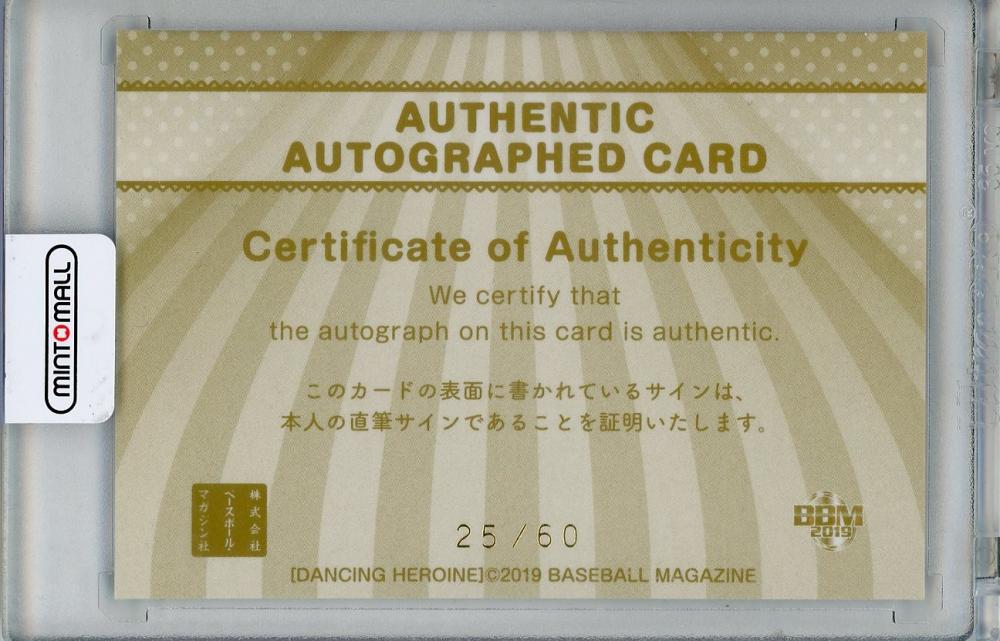 AUTHENTIC
AUTOGRAPHED CARD
Certificate of Authenticity
We certify that
the autograph on this card is authentic.
このカードの表面に書かれているサインは、
本人の直筆サインであることを証明いたします。
株式会社
ベースボール・
マガジン社
25/60
BBM
2019
[DANCING HEROINE]©2019 BASEBALL MAGAZINE
MINTOMALL